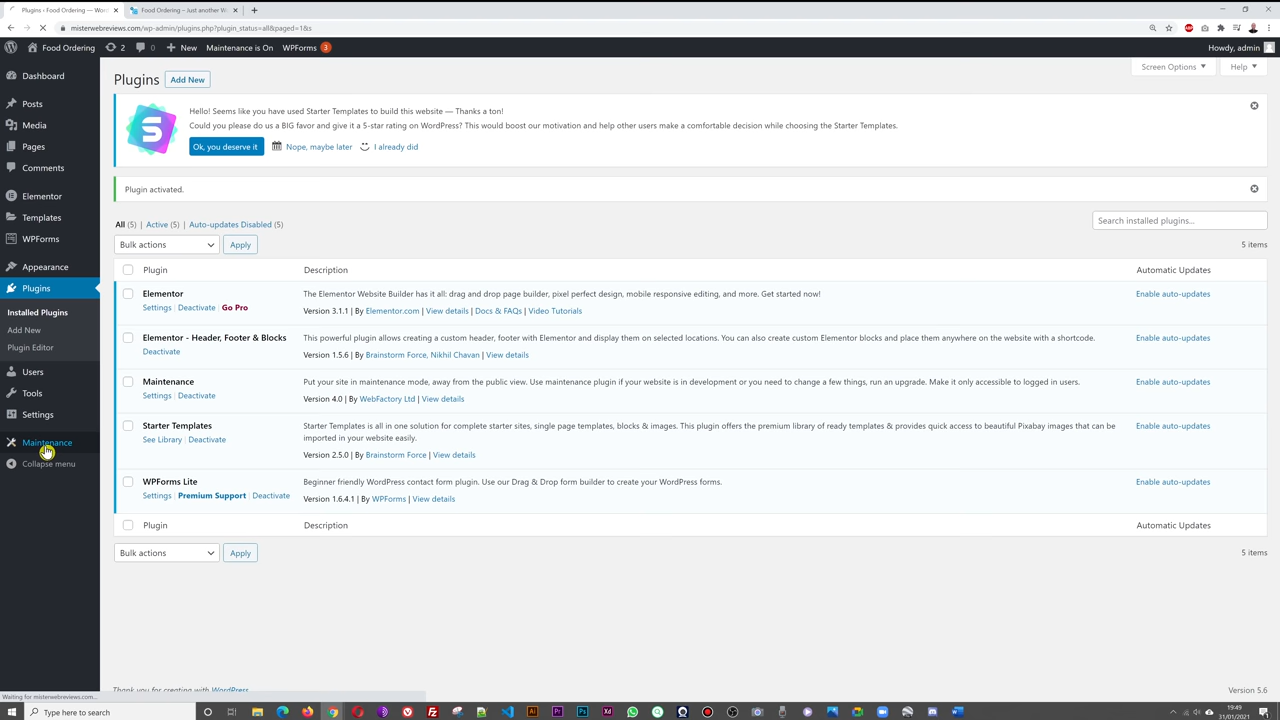 Plugins ‹ Food Ordering — Wordpr
Food Ordering – Just another W
misterwebreviews.com/wp-admin/plugins.php?plugin_status=all&paged=1&s
Food Ordering
2
0
New
Maintenance is On
WPForms 3
Howdy, admin
Screen Options
Help
Dashboard
Posts
Media
Pages
Comments
Elementor
Templates
WPForms
Appearance
Plugins
Installed Plugins
Add New
Plugin Editor
Users
Tools
Settings
Maintenance
Collapse menu
Plugins
Add New
Hello! Seems like you have used Starter Templates to build this website — Thanks a ton!
Could you please do us a BIG favor and give it a 5-star rating on WordPress? This would boost our motivation and help other users make a comfortable decision while choosing the Starter Templates.
Ok, you deserve it
Nope, maybe later
I already did
Plugin activated.
All (5) | Active (5) | Auto-updates Disabled (5)
Search installed plugins...
Bulk actions
Apply
5 items
Plugin
Description
Automatic Updates
Elementor
Settings | Deactivate | Go Pro
The Elementor Website Builder has it all: drag and drop page builder, pixel perfect design, mobile responsive editing, and more. Get started now!
Version 3.1.1 | By Elementor.com | View details | Docs & FAQs | Video Tutorials
Enable auto-updates
Elementor - Header, Footer & Blocks
Deactivate
This powerful plugin allows creating a custom header, footer with Elementor and display them on selected locations. You can also create custom Elementor blocks and place them anywhere on the website with a shortcode.
Version 1.5.6 | By Brainstorm Force, Nikhil Chavan | View details
Enable auto-updates
Maintenance
Settings | Deactivate
Put your site in maintenance mode, away from the public view. Use maintenance plugin if your website is in development or you need to change a few things, run an upgrade. Make it only accessible to logged in users.
Version 4.0 | By WebFactory Ltd | View details
Enable auto-updates
Starter Templates
See Library | Deactivate
Starter Templates is all in one solution for complete starter sites, single page templates, blocks & images. This plugin offers the premium library of ready templates & provides quick access to beautiful Pixabay images that can be
imported in your website easily.
Version 2.5.0 | By Brainstorm Force | View details
Enable auto-updates
WPForms Lite
Settings | Premium Support | Deactivate
Beginner friendly WordPress contact form plugin. Use our Drag & Drop form builder to create your WordPress forms.
Version 1.6.4.1 | By WPForms | View details
Enable auto-updates
Plugin
Description
Automatic Updates
Bulk actions
Apply
5 items
Thank you for creating with WordPress.
Version 5.6
Waiting for misterwebreviews.com...
Type here to search
19:49
31/01/2021